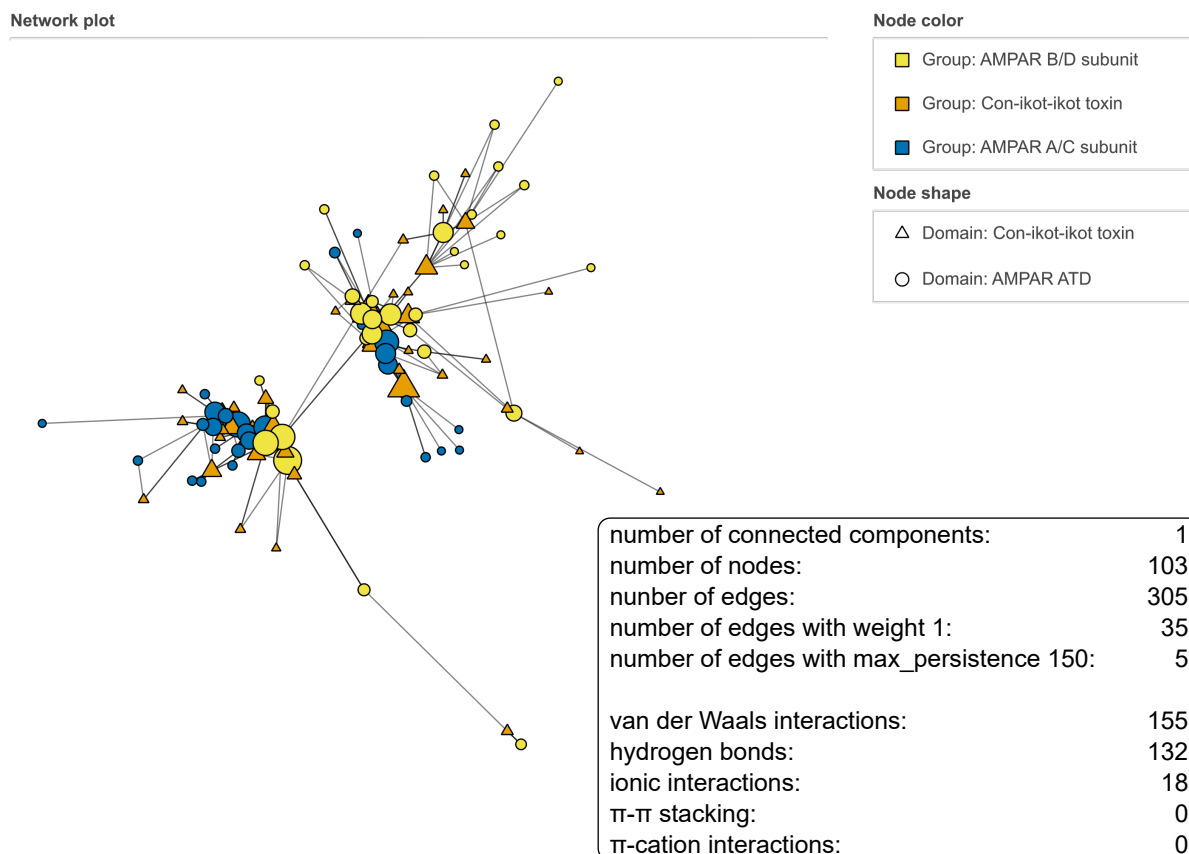 Network plot
Node color
Group: AMPAR B/D subunit
Group: Con-ikot-ikot toxin
Group: AMPAR A/C subunit
Node shape
Domain: Con-ikot-ikot toxin
Domain: AMPAR ATD
number of connected components: 1
number of nodes: 103
nunber of edges: 305
number of edges with weight 1: 35
number of edges with max_persistence 150: 5
van der Waals interactions: 155
hydrogen bonds: 132
ionic interactions: 18
π-π stacking: 0
π-cation interactions: 0